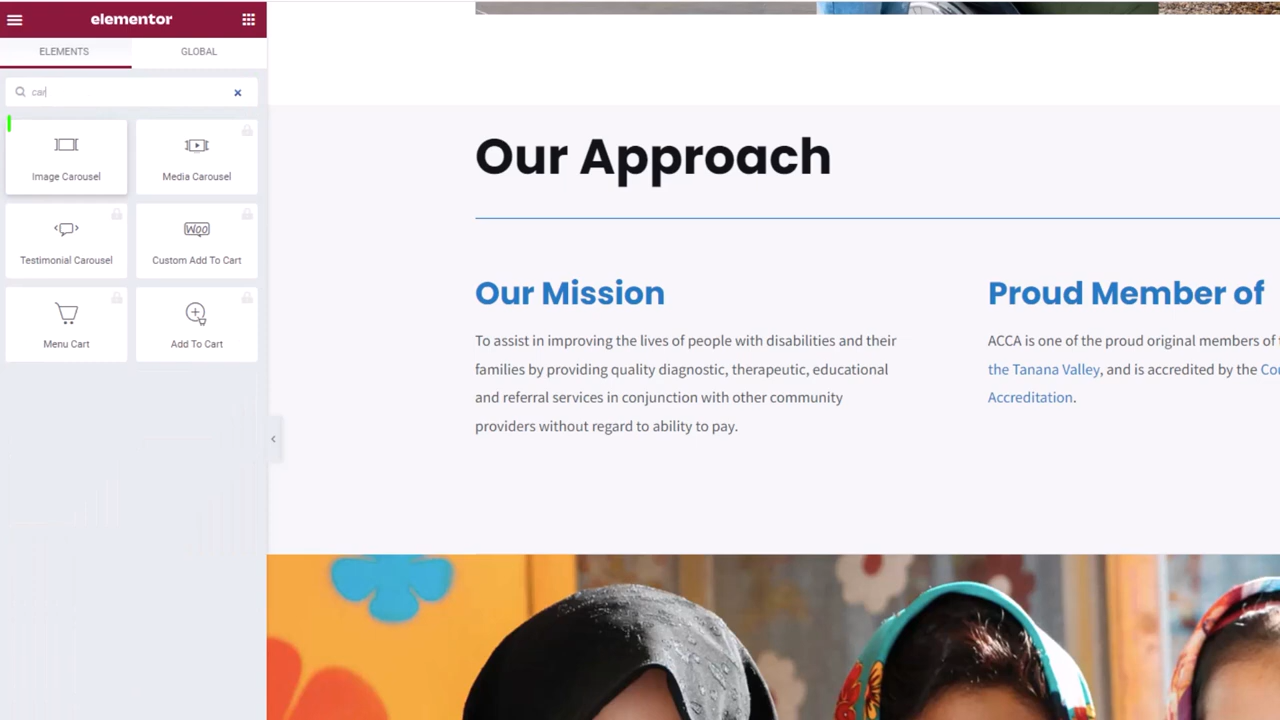 elementor
ELEMENTS GLOBAL
car
Image Carousel Media Carousel
Testimonial Carousel Custom Add To Cart
Woo
Menu Cart Add To Cart
Our Approach
Our Mission
To assist in improving the lives of people with disabilities and their
families by providing quality diagnostic, therapeutic, educational
and referral services in conjunction with other community
providers without regard to ability to pay.
Proud Member of
ACCA is one of the proud original members of
the Tanana Valley, and is accredited by the
Accreditation.